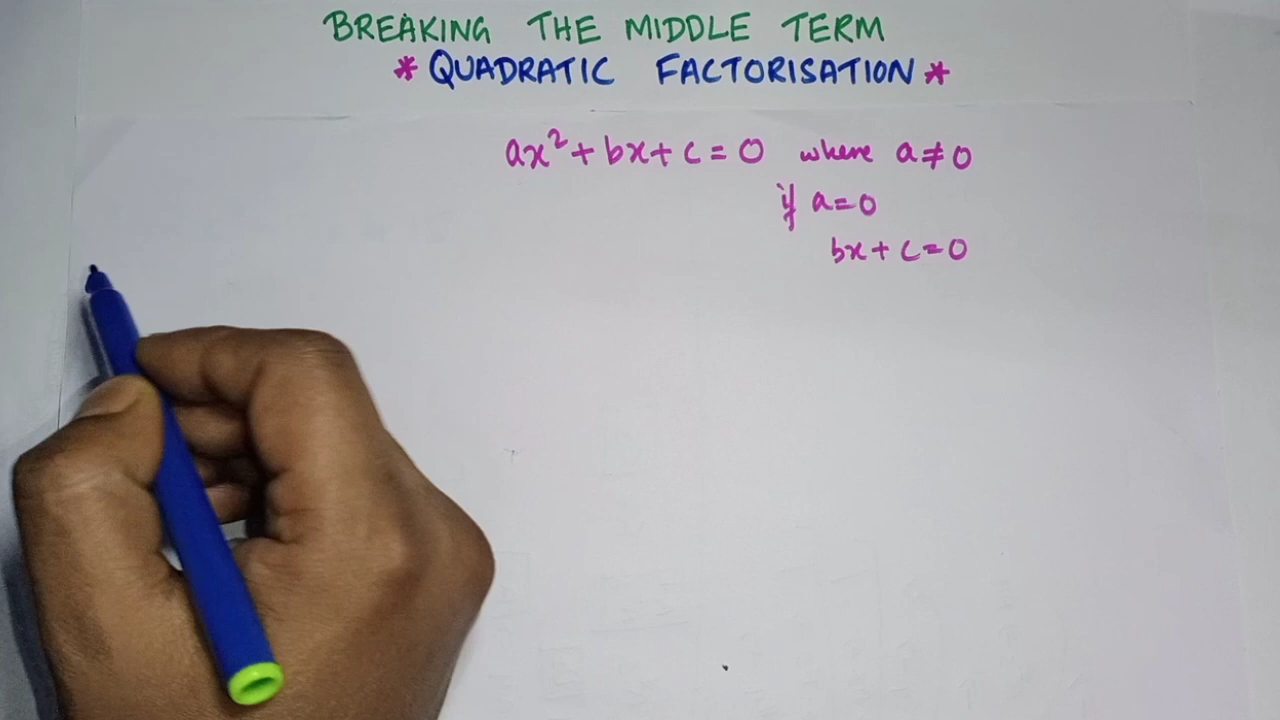 BREAKING THE MIDDLE TERM
* QUADRATIC FACTORISATION *
ax² + bx + c = 0 where a ≠ 0
if a = 0
bx + c = 0